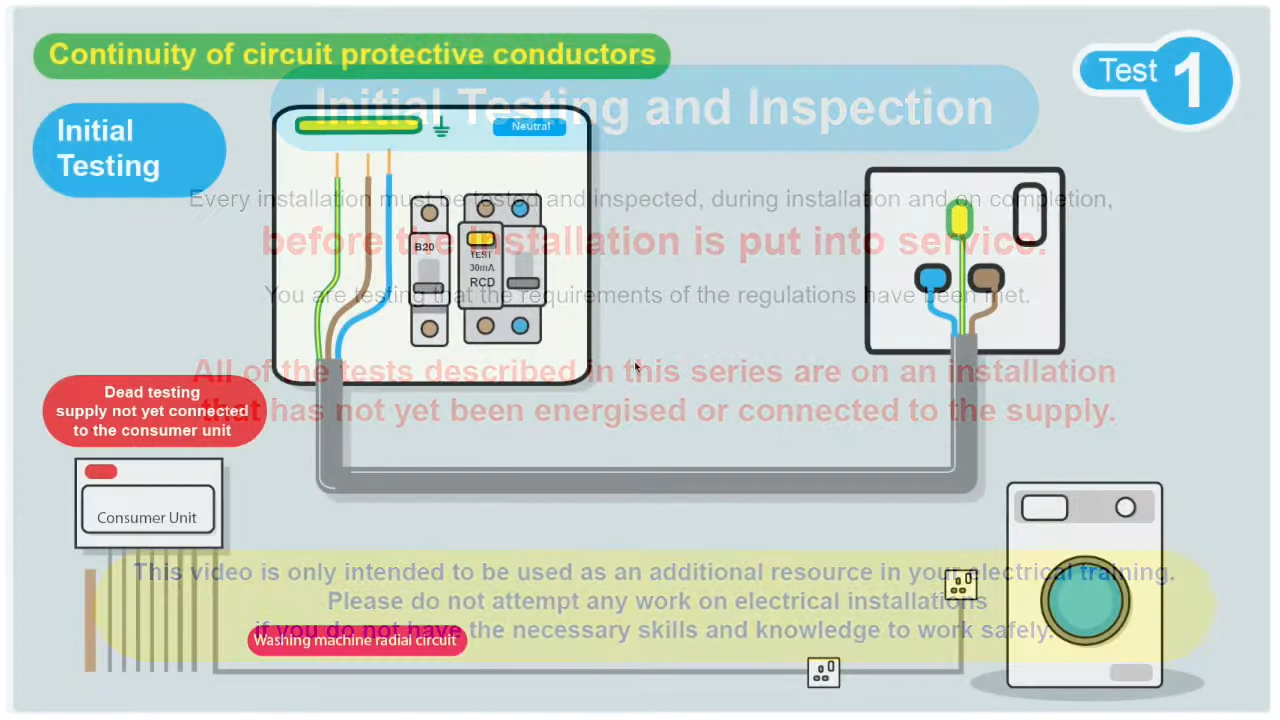 Continuity of circuit protective conductors
Test 1
Initial Testing and Inspection
Initial
Testing
Neutral
Every installation must be tested and inspected, during installation and on completion,
before the installation is put into service.
B20
TEST
30mA
RCD
You are testing that the requirements of the regulations have been met.
All of the tests described in this series are on an installation
that has not yet been energised or connected to the supply.
Dead testing
supply not yet connected
to the consumer unit
Consumer Unit
This video is only intended to be used as an additional resource in your electrical training.
Please do not attempt any work on electrical installations
if you do not have the necessary skills and knowledge to work safely.
Washing machine radial circuit